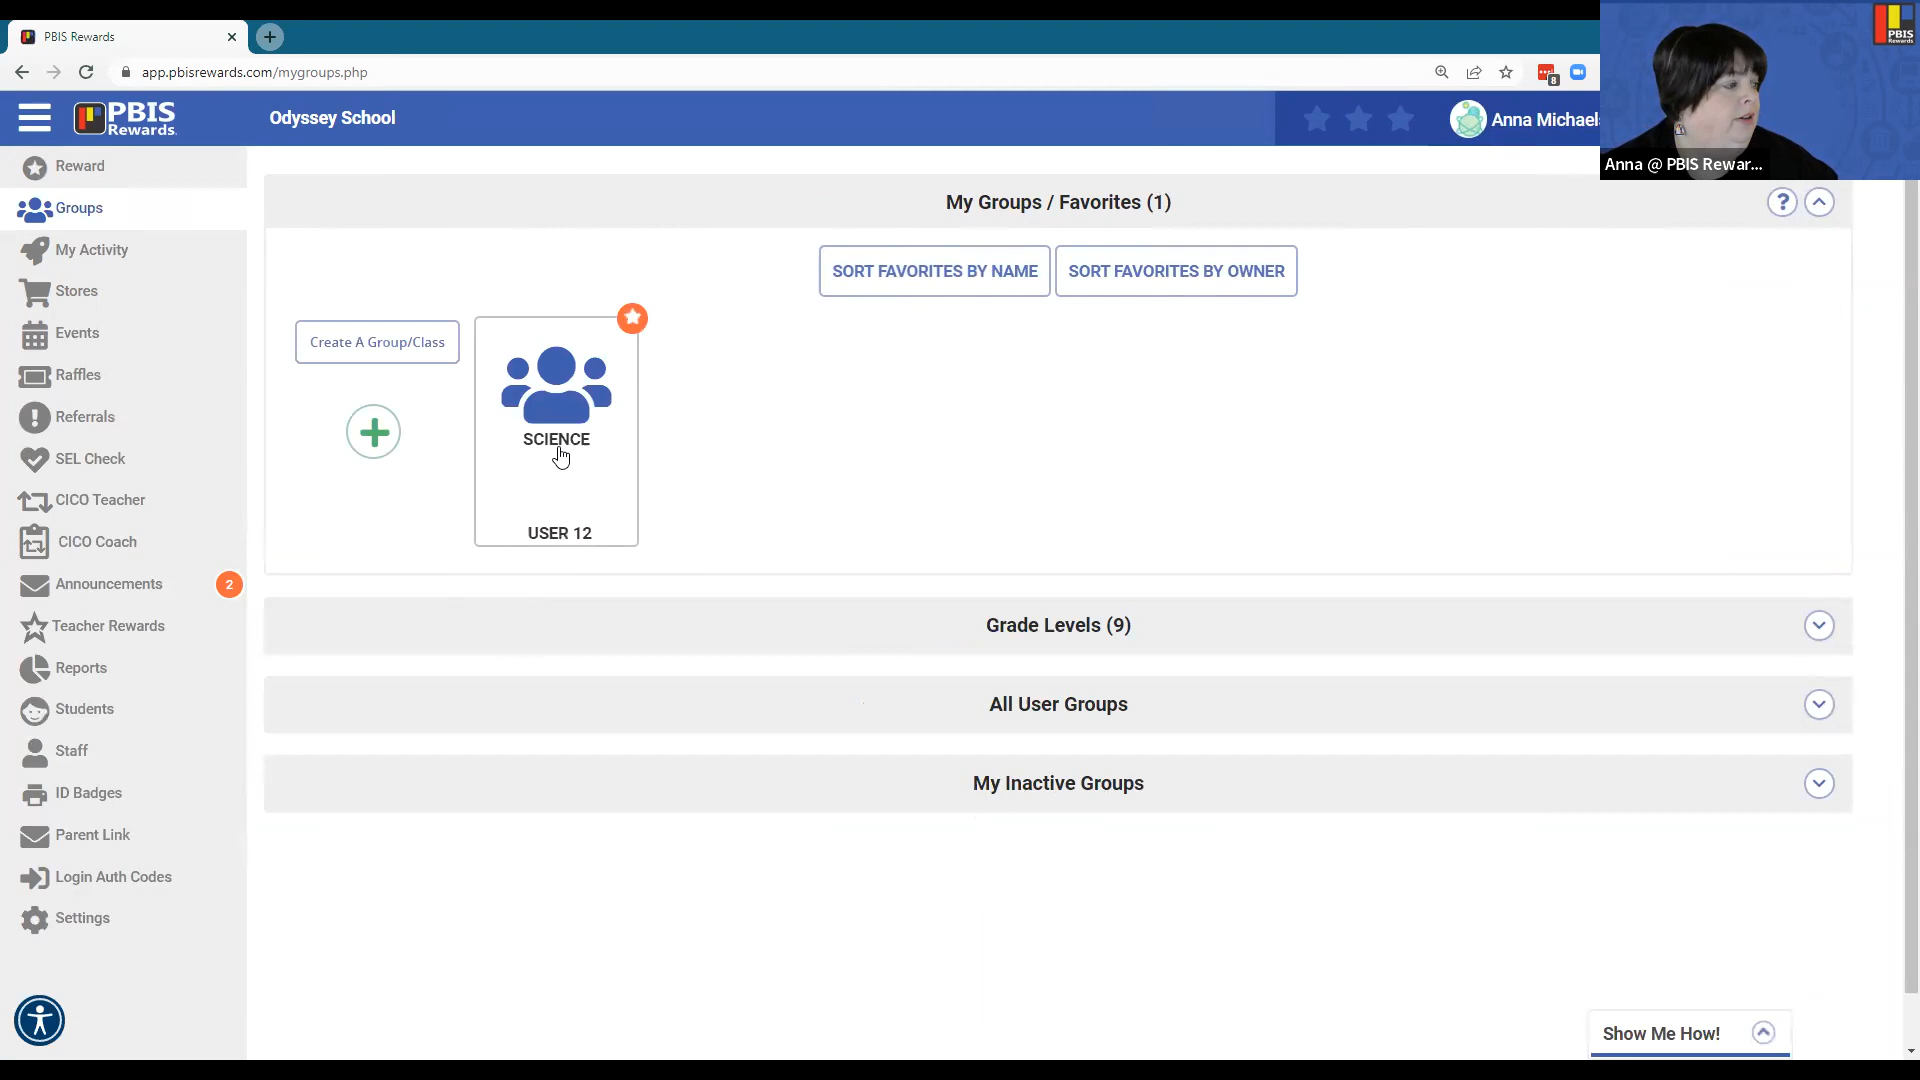 PBIS Rewards
app.pbisrewards.com/mygroups.php
8
PBIS
Rewards
Anna @ PBIS Rewar...
PBIS
Rewards
Odyssey School
Anna Michaels
Reward
Groups
My Activity
Stores
Events
Raffles
Referrals
SEL Check
CICO Teacher
CICO Coach
Announcements
2
Teacher Rewards
Reports
Students
Staff
ID Badges
Parent Link
Login Auth Codes
Settings
My Groups / Favorites (1)
?
SORT FAVORITES BY NAME
SORT FAVORITES BY OWNER
Create A Group/Class
SCIENCE
USER 12
Grade Levels (9)
All User Groups
My Inactive Groups
Show Me How!